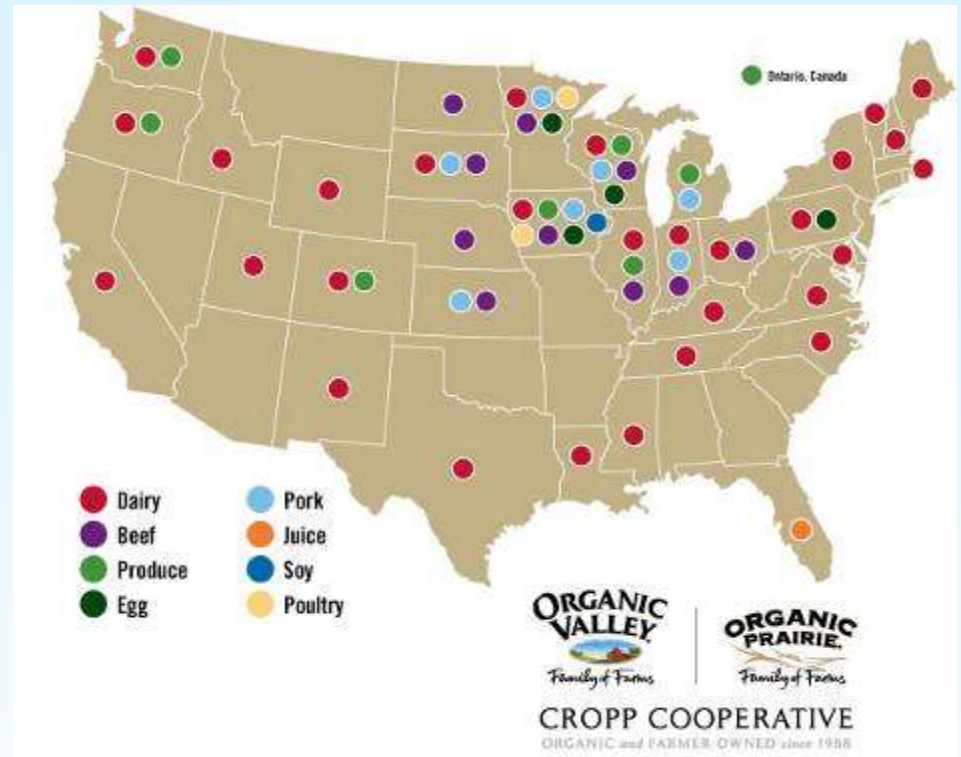 Ontario, Canada
Dairy
Beef
Produce
Egg
Pork
Juice
Soy
Poultry
ORGANIC
VALLEY
Family of Farms
ORGANIC
PRAIRIE
Family of Farms
CROPP COOPERATIVE
ORGANIC and FARMER OWNED since 1988